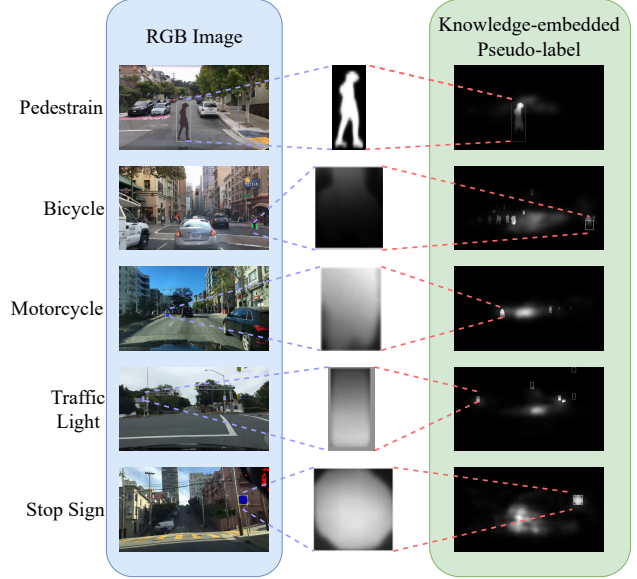 RGB Image
Knowledge-embedded
Pseudo-label
Pedestrain
Bicycle
Motorcycle
Traffic
Light
Stop Sign